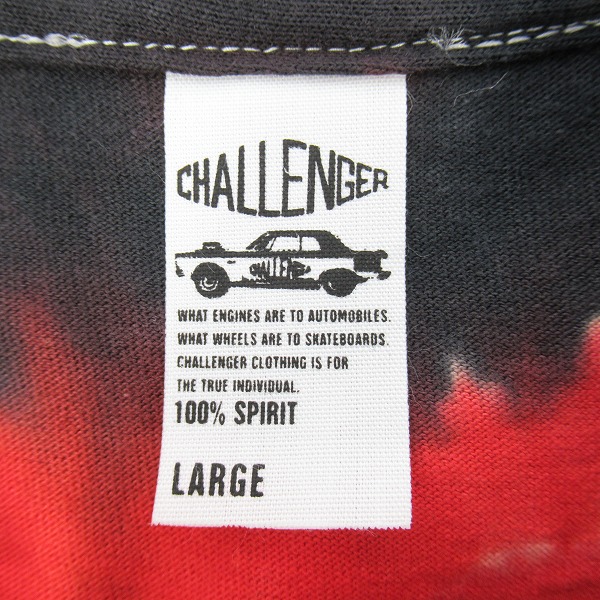 CHALLENGER
CHALLENGER
WHAT ENGINES ARE TO AUTOMOBILES.
WHAT WHEELS ARE TO SKATEBOARDS.
CHALLENGER CLOTHING IS FOR
THE TRUE INDIVIDUAL.
100% SPIRIT
LARGE